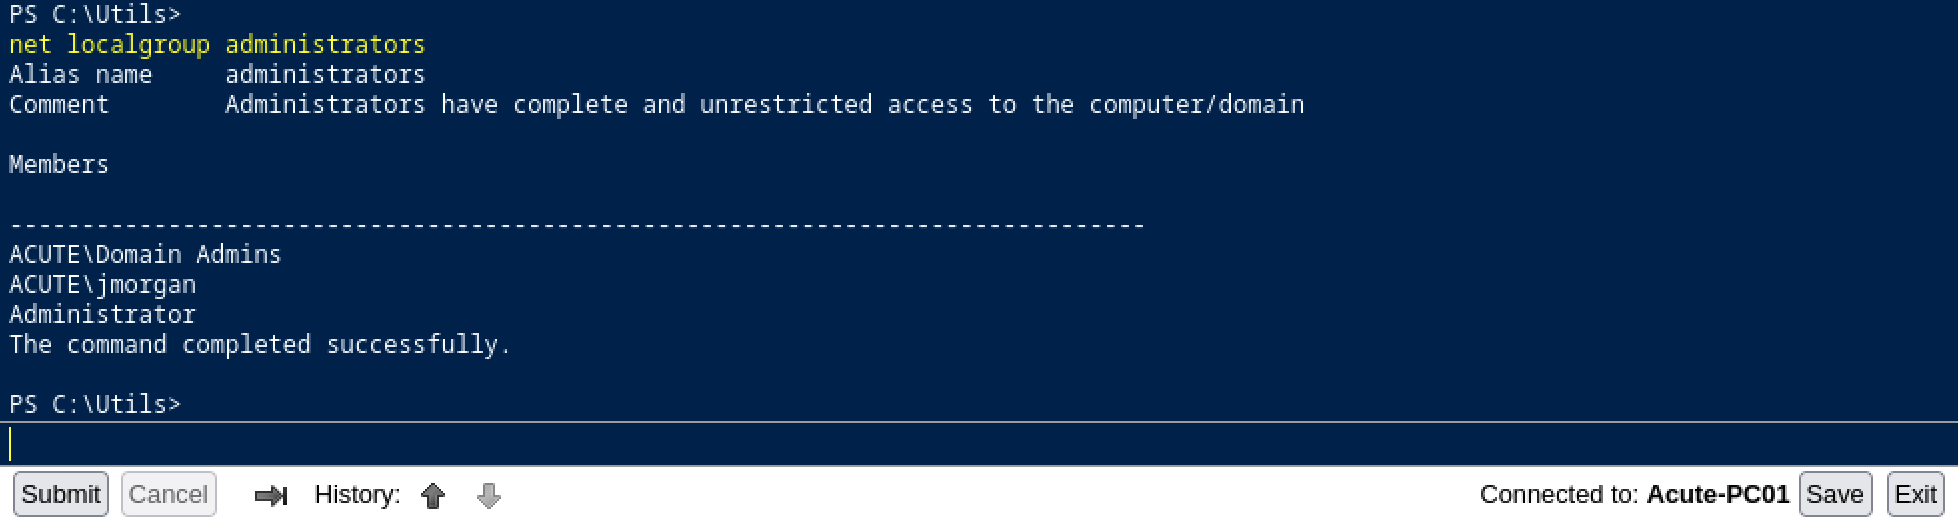 PS C:\Utils>
net localgroup administrators
Alias name     administrators
Comment        Administrators have complete and unrestricted access to the computer/domain
Members
-------------------------------------------------------------------------------
ACUTE\Domain Admins
ACUTE\jmorgan
Administrator
The command completed successfully.
PS C:\Utils>
Submit Cancel History: Connected to: Acute-PC01 Save Exit